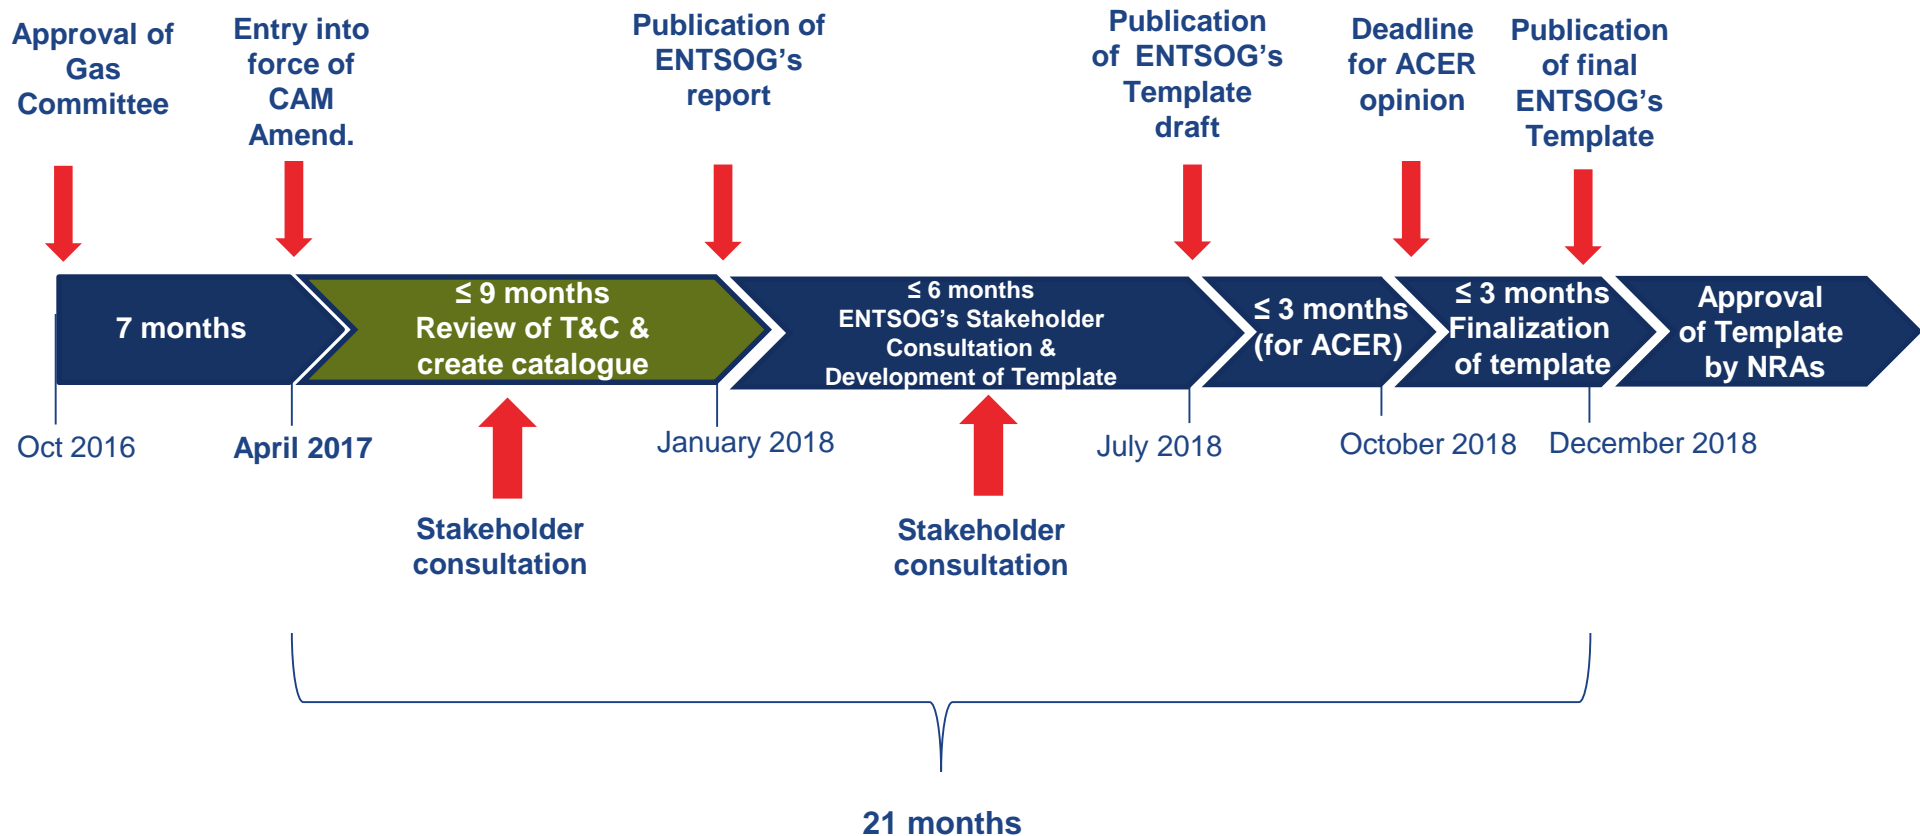 Approval of
Gas
Committee
Entry into
force of
CAM
Amend.
Publication of
ENTSOG’s
report
Publication
of ENTSOG’s
Template
draft
Deadline
for ACER
opinion
Publication
of final
ENTSOG’s
Template
7 months
≤ 9 months
Review of T&C &
create catalogue
≤ 6 months
ENTSOG’s Stakeholder
Consultation &
Development of Template
≤ 3 months
(for ACER)
≤ 3 months
Finalization
of template
Approval
of Template
by NRAs
Oct 2016
April 2017
January 2018
July 2018
October 2018
December 2018
Stakeholder
consultation
Stakeholder
consultation
21 months